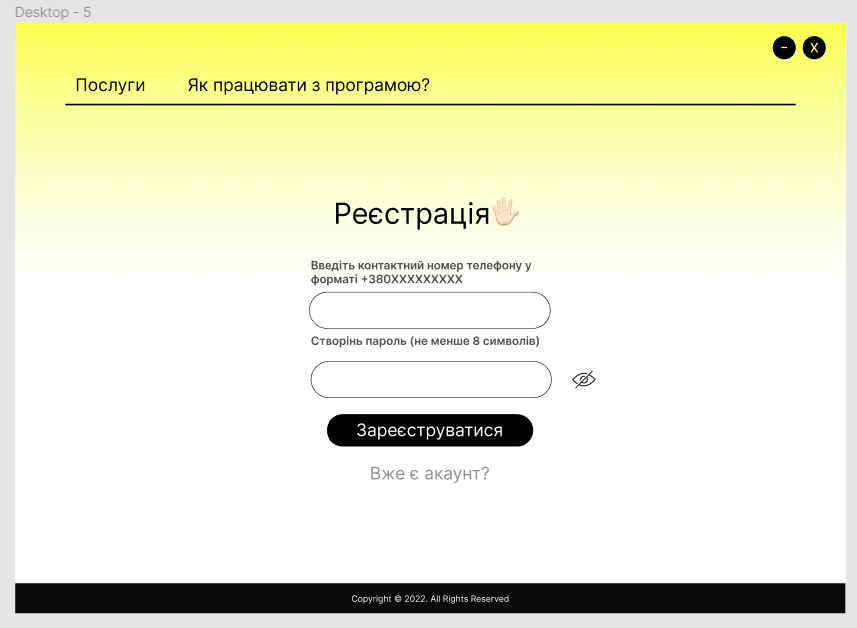 Desktop - 5
- X
Послуги Як працювати з програмою?
Реєстрація
Введіть контактний номер телефону у
форматі +380XXXXXXXXX
Створінь пароль (не менше 8 символів)
Зареєструватися
Вже є акаунт?
Copyright © 2022. All Rights Reserved